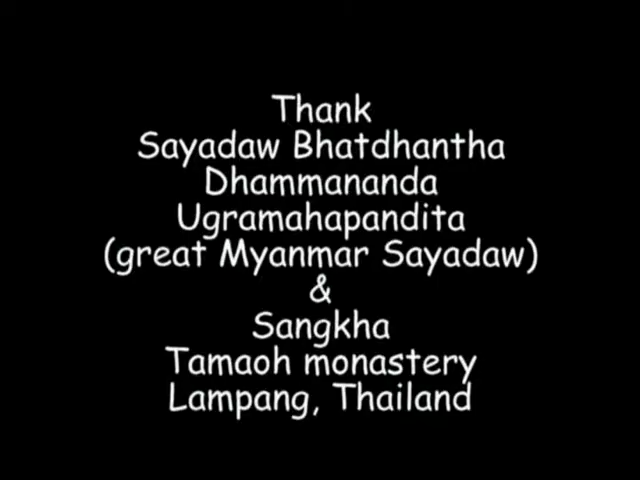 Thank
Sayadaw Bhatdhantha
Dhammananda
Ugramahapandita
(great Myanmar Sayadaw)
&
Sangkha
Tamaoh monastery
Lampang, Thailand